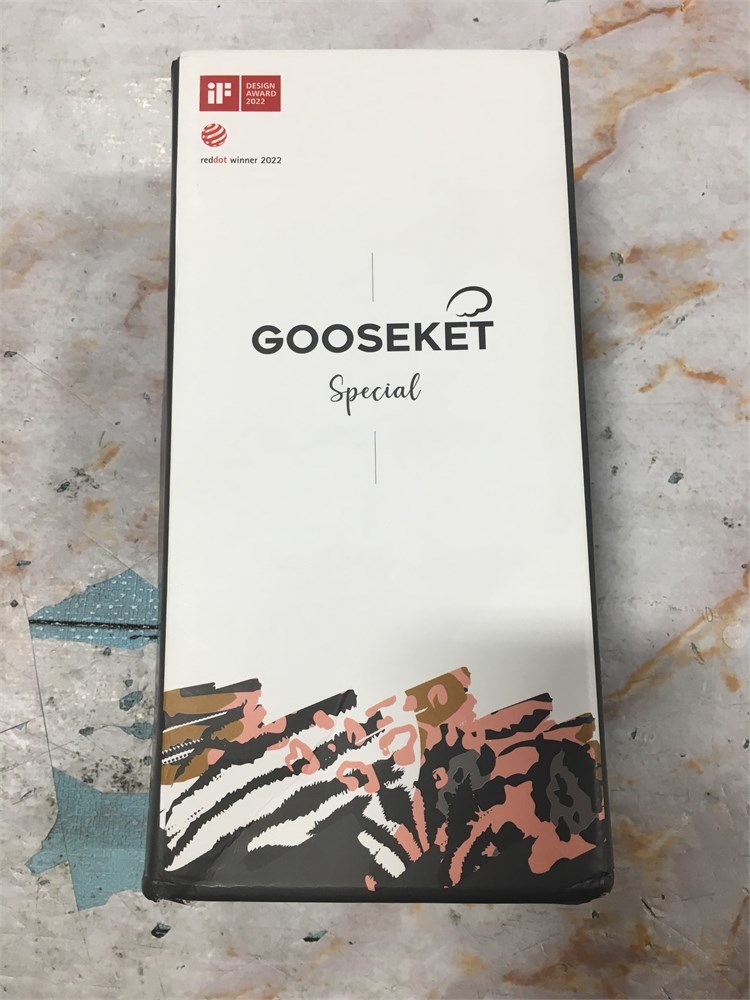 iF
DESIGN
AWARD
2022
reddot winner 2022
GOOSEKET
Special